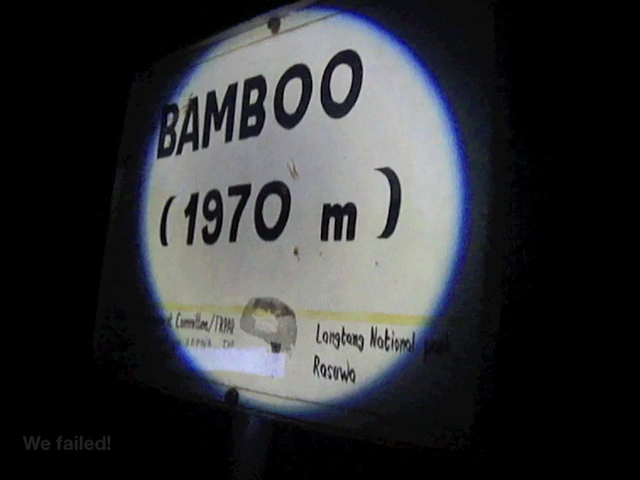 BAMBOO
(1970 m)
Committee/TRPAP
Langtang National park
Rasuwa
We failed!